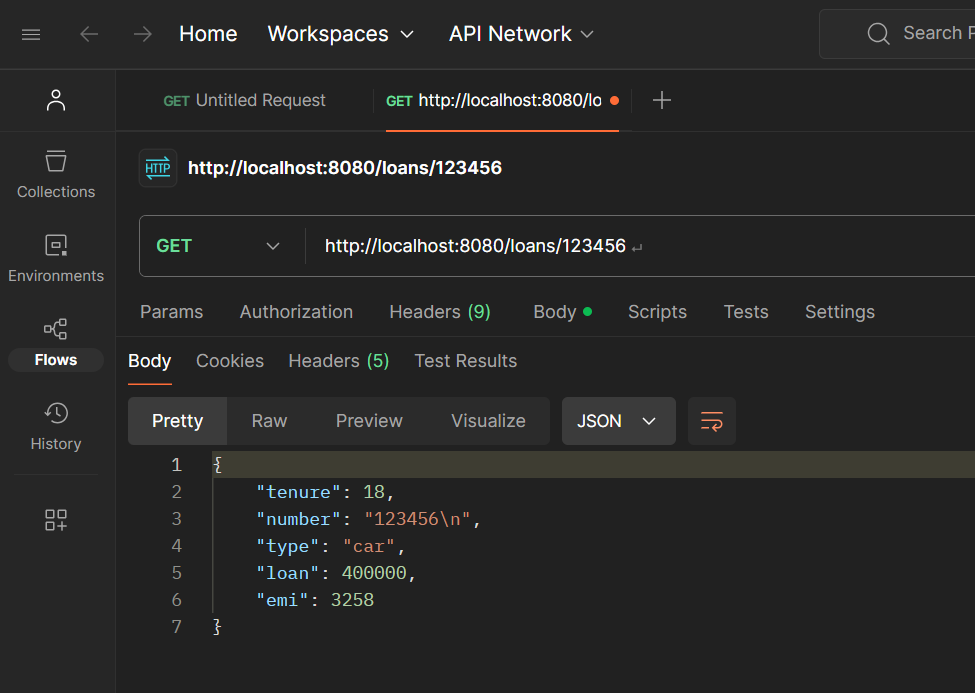 Home Workspaces API Network Search
GET Untitled Request GET http://localhost:8080/lo
HTTP http://localhost:8080/loans/123456
Collections
GET http://localhost:8080/loans/123456 ↵
Environments
Params Authorization Headers (9) Body Scripts Tests Settings
Flows
Body Cookies Headers (5) Test Results
History
Pretty Raw Preview Visualize JSON
1 {
2 "tenure": 18,
3 "number": "123456\n",
4 "type": "car",
5 "loan": 400000,
6 "emi": 3258
7 }